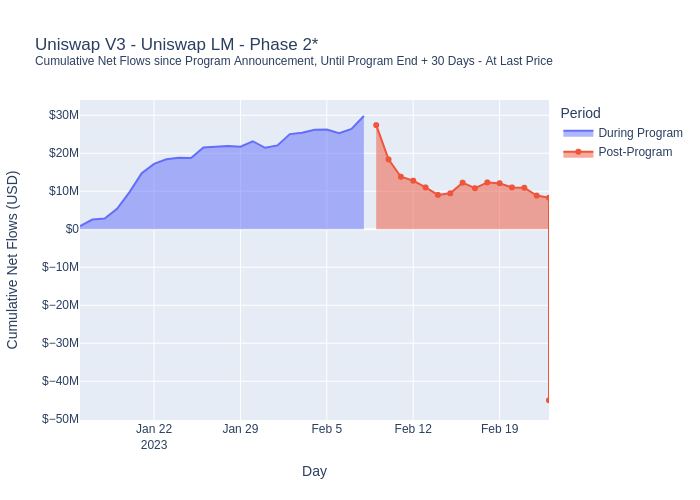 Uniswap V3 - Uniswap LM - Phase 2*
Cumulative Net Flows since Program Announcement, Until Program End + 30 Days - At Last Price
Period
During Program
Post-Program
Cumulative Net Flows (USD)
$30M
$20M
$10M
$0
$−10M
$−20M
$−30M
$−40M
$−50M
Jan 22
2023
Jan 29
Feb 5
Feb 12
Feb 19
Day